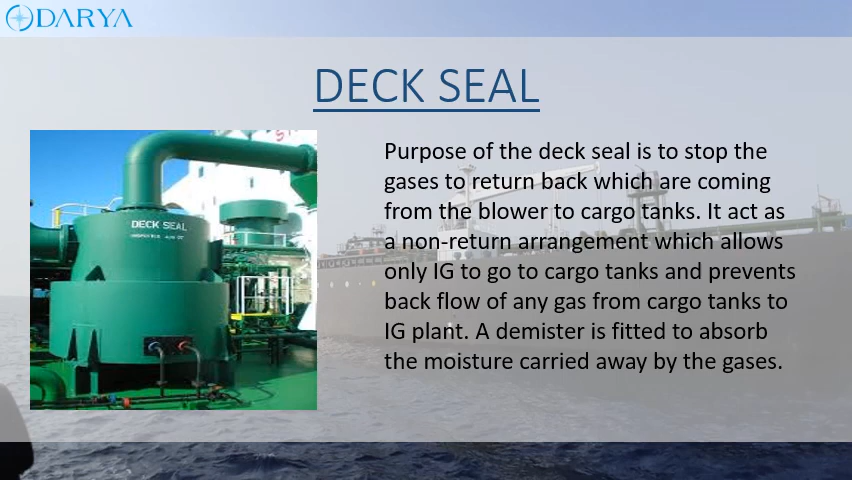 DARYA
DECK SEAL
DECK SEAL
Purpose of the deck seal is to stop the
gases to return back which are coming
from the blower to cargo tanks. It act as
a non-return arrangement which allows
only IG to go to cargo tanks and prevents
back flow of any gas from cargo tanks to
IG plant. A demister is fitted to absorb
the moisture carried away by the gases.